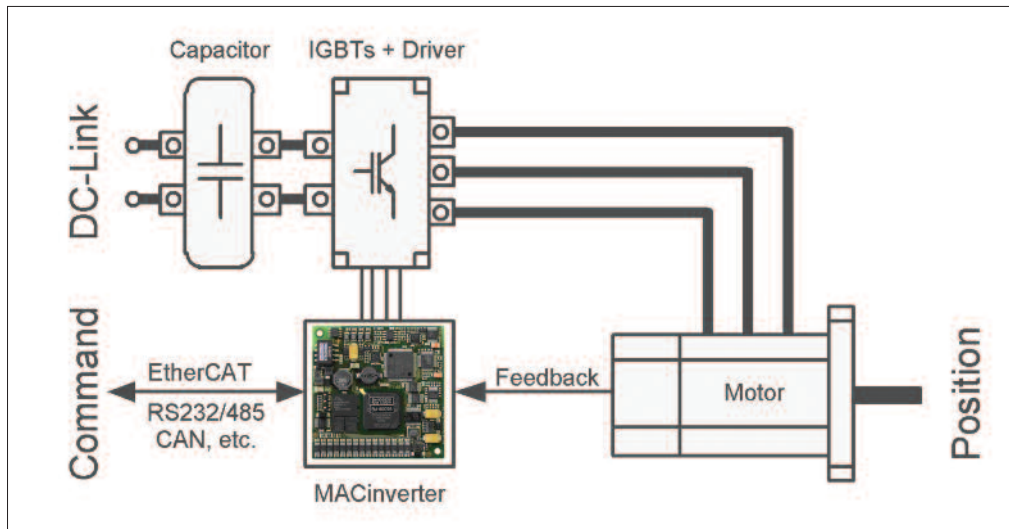 Capacitor
IGBTs + Driver
DC-Link
Command
EtherCAT
RS232/485
CAN, etc.
Feedback
Motor
Position
MACinverter